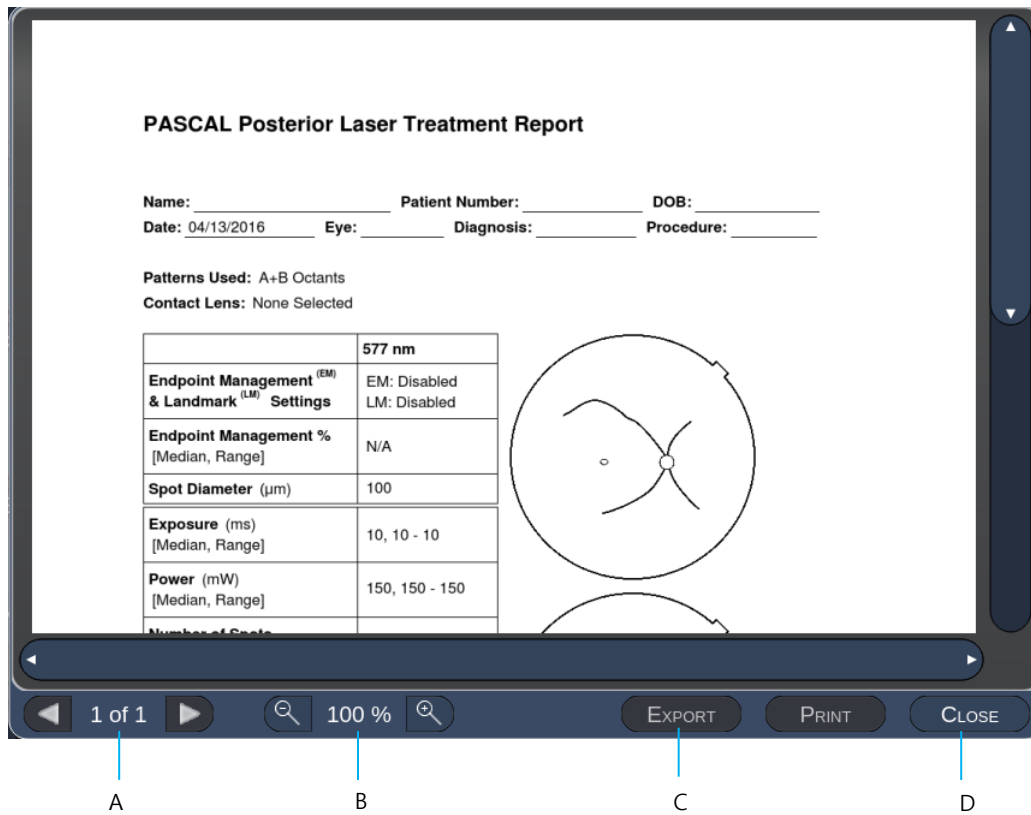 PASCAL Posterior Laser Treatment Report
Name: Patient Number: DOB:
Date: 04/13/2016 Eye: Diagnosis: Procedure:
Patterns Used: A+B Octants
Contact Lens: None Selected
577 nm
Endpoint Management (EM)
& Landmark (LM) Settings
EM: Disabled
LM: Disabled
Endpoint Management %
[Median, Range]
N/A
Spot Diameter (µm) 100
Exposure (ms)
[Median, Range]
10, 10 - 10
Power (mW)
[Median, Range]
150, 150 - 150
Number of Spots
1 of 1 100 % EXPORT PRINT CLOSE
A B C D